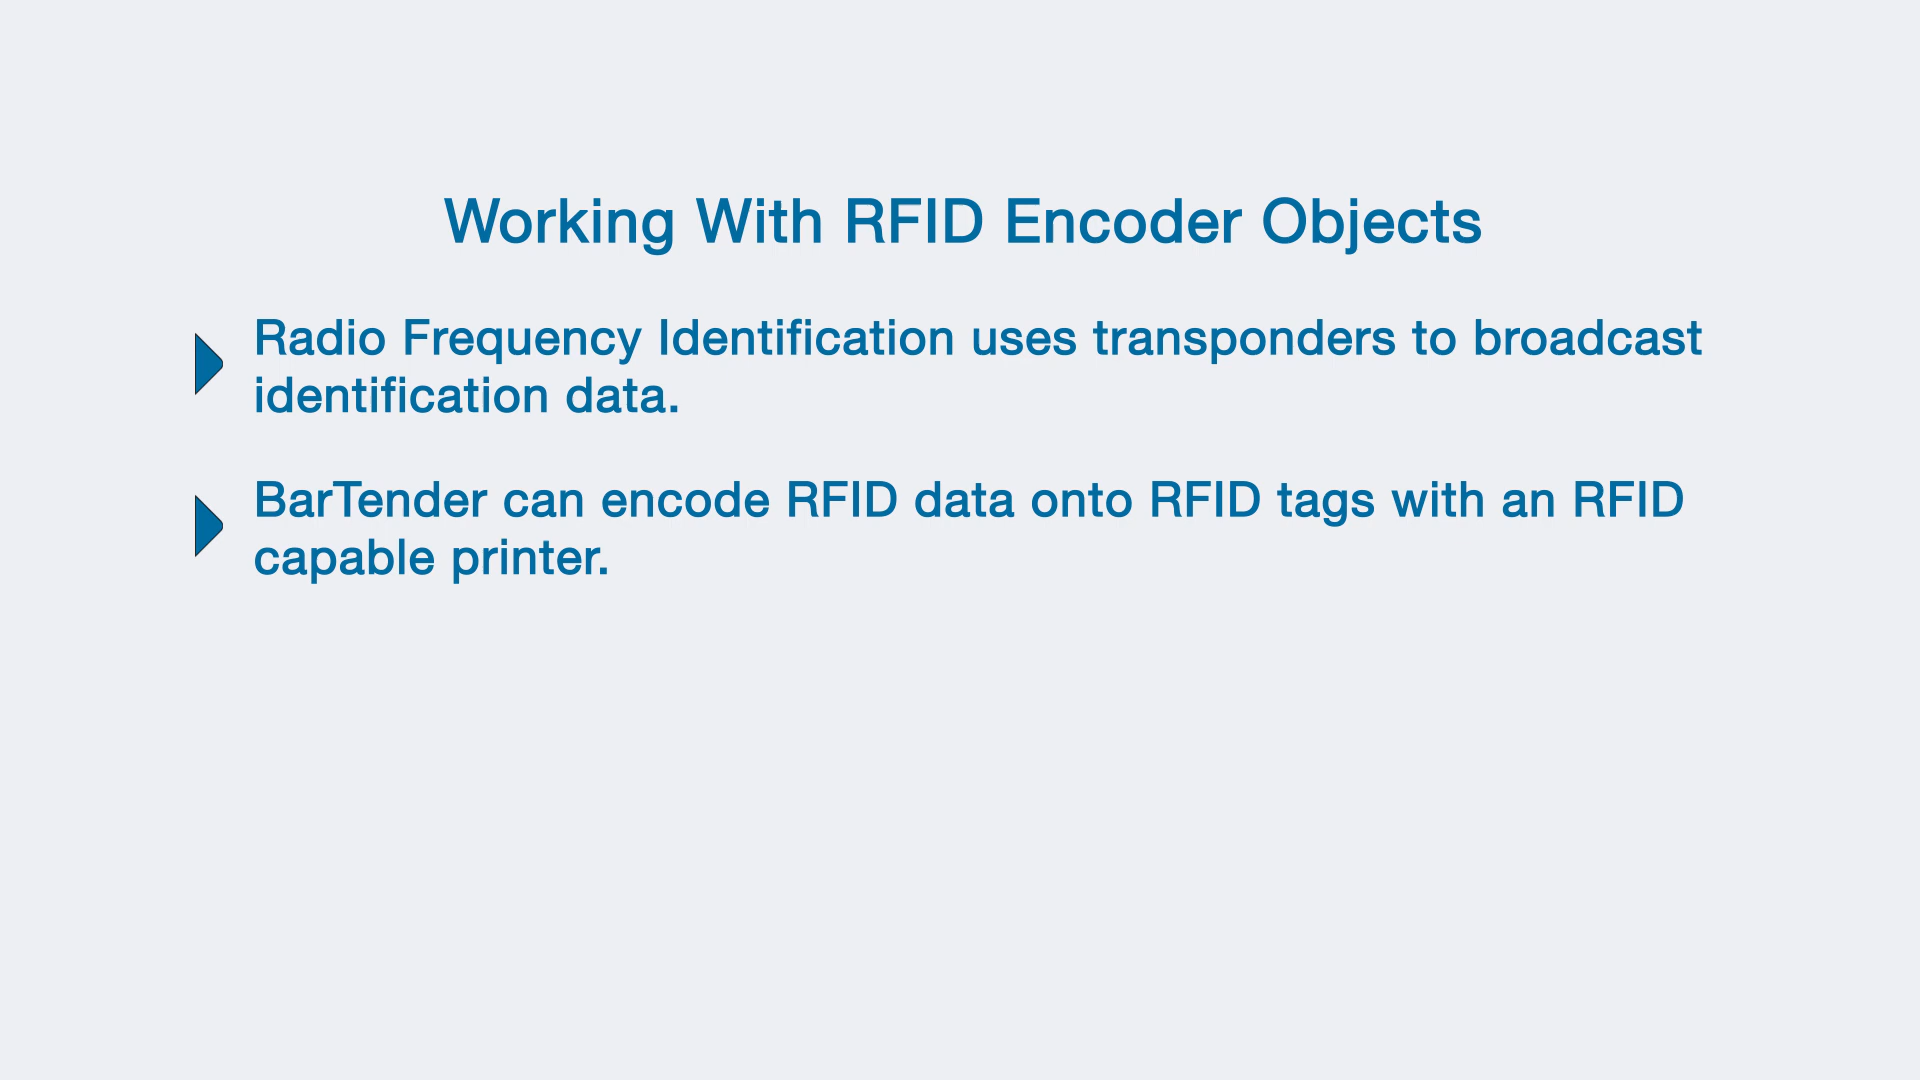 Working With RFID Encoder Objects
Radio Frequency Identification uses transponders to broadcast
identification data.
BarTender can encode RFID data onto RFID tags with an RFID
capable printer.